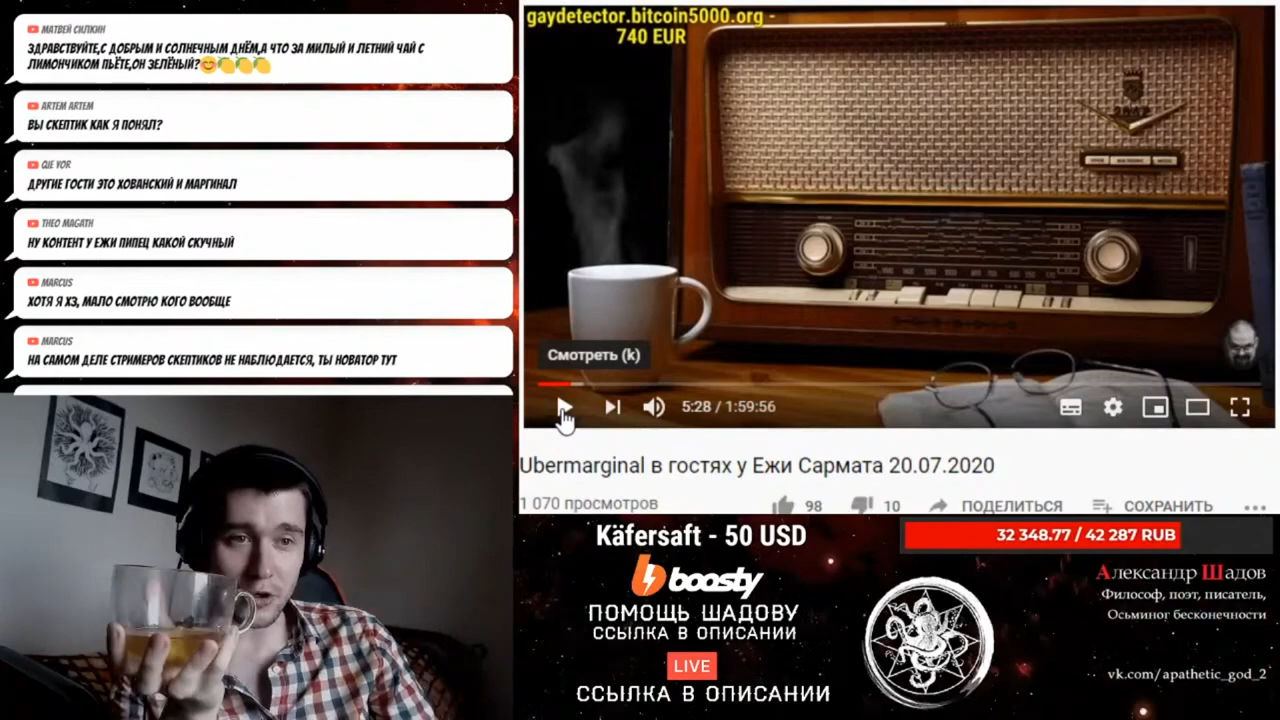 МАТВЕЙ СИЛКИН
ЗДРАВСТВУЙТЕ,С ДОБРЫМ И СОЛНЕЧНЫМ ДНЁМ,А ЧТО ЗА МИЛЫЙ И ЛЕТНИЙ ЧАЙ С
ЛИМОНЧИКОМ ПЬЁТЕ,ОН ЗЕЛЁНЫЙ?😊🍋🍋🍋
ARTEM ARTEM
ВЫ СКЕПТИК КАК Я ПОНЯЛ?
QJE YOR
ДРУГИЕ ГОСТИ ЭТО ХОВАНСКИЙ И МАРГИНАЛ
THEO MAGATH
НУ КОНТЕНТ У ЕЖИ ПИПЕЦ КАКОЙ СКУЧНЫЙ
MARCUS
ХОТЯ Я ХЗ, МАЛО СМОТРЮ КОГО ВООБЩЕ
MARCUS
НА САМОМ ДЕЛЕ СТРИМЕРОВ СКЕПТИКОВ НЕ НАБЛЮДАЕТСЯ, ТЫ НОВАТОР ТУТ
gaydetector.bitcoin5000.org -
740 EUR
Смотреть (k)
5:28 / 1:59:56
Ubermarginal в гостях у Ежи Сармата 20.07.2020
1 070 просмотров
98
10
ПОДЕЛИТЬСЯ
СОХРАНИТЬ
Käfersaft - 50 USD
boosty
ПОМОЩЬ ШАДОВУ
ССЫЛКА В ОПИСАНИИ
LIVE
ССЫЛКА В ОПИСАНИИ
32 348.77 / 42 287 RUB
Александр Шадов
Философ, поэт, писатель,
Осьминог бесконечности
vk.com/apathetic_god_2